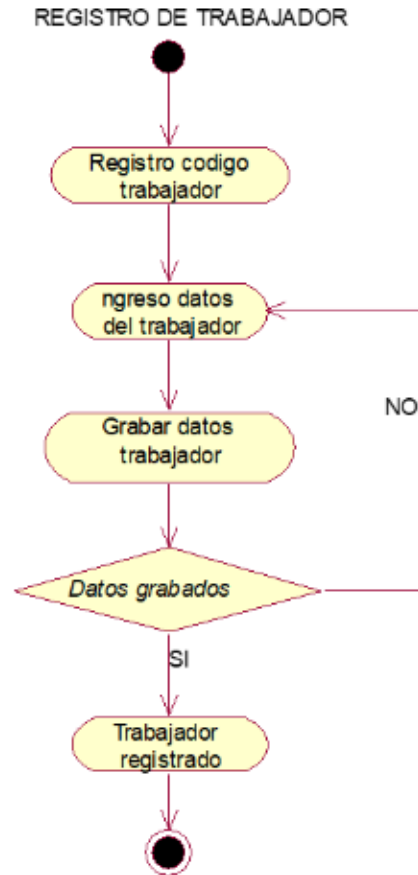 REGISTRO DE TRABAJADOR
Registro codigo
trabajador
ngreso datos
del trabajador
Grabar datos
trabajador
NO
Datos grabados
SI
Trabajador
registrado